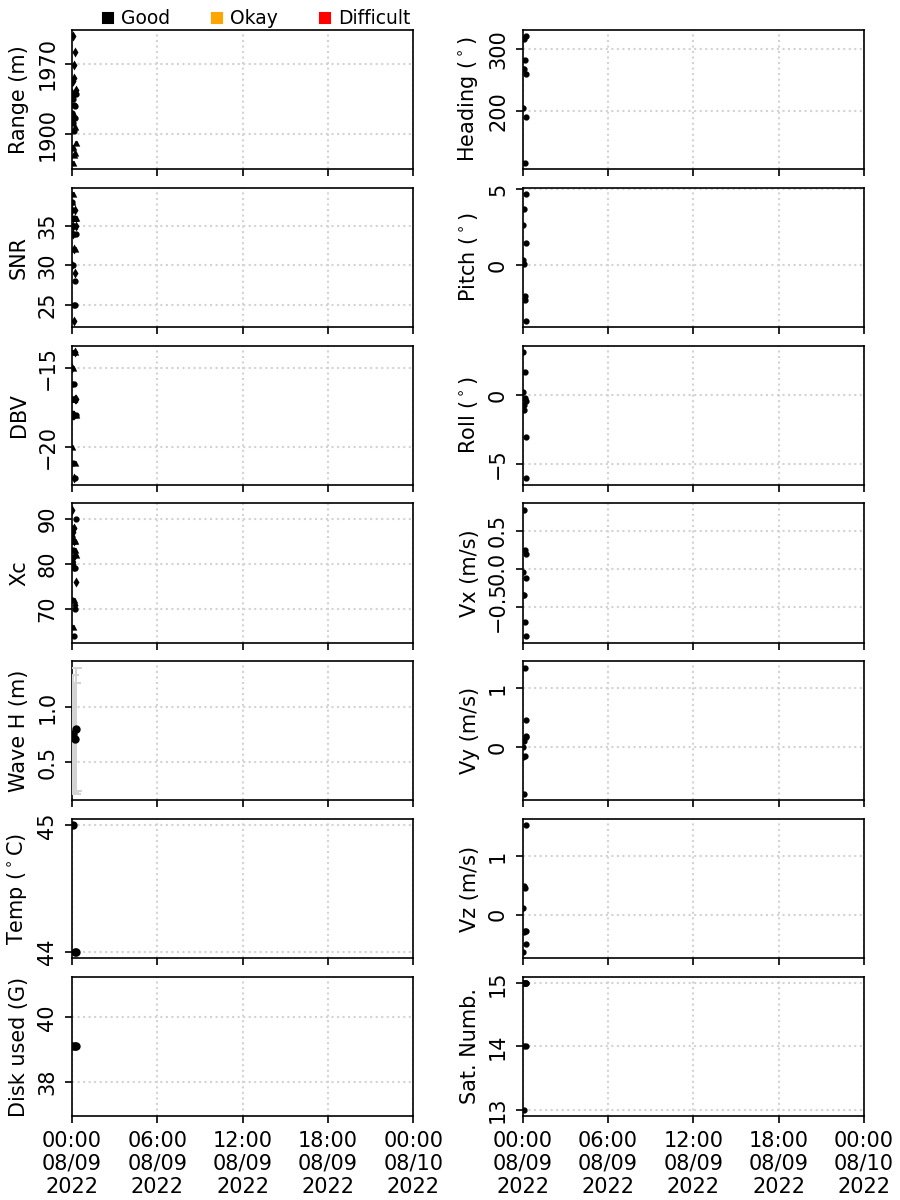 Good Okay Difficult
Range (m)
1970
1900
Heading (°)
300
200
SNR
35
30
25
Pitch (°)
5
0
DBV
−15
−20
Roll (°)
0
−5
Xc
90
80
70
Vx (m/s)
0.5
0.0
−0.5
Wave H (m)
1.0
0.5
Vy (m/s)
1
0
Temp (°C)
45
44
Vz (m/s)
1
0
Disk used (G)
40
38
Sat. Numb.
15
14
13
00:00 06:00 12:00 18:00 00:00 00:00 06:00 12:00 18:00 00:00
08/09 08/09 08/09 08/09 08/10 08/09 08/09 08/09 08/09 08/10
2022 2022 2022 2022 2022 2022 2022 2022 2022 2022